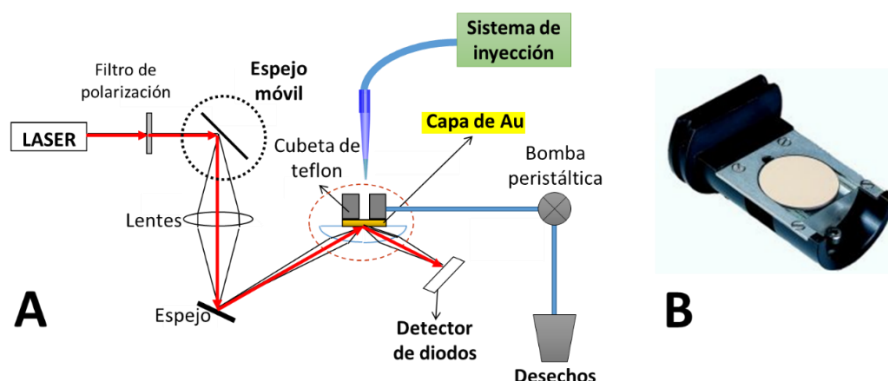 Sistema de
inyección
Filtro de
polarización
Espejo
móvil
LASER
Capa de Au
Cubeta de
teflon
Bomba
peristáltica
Lentes
A
Espejo
Detector
de diodos
Desechos
B